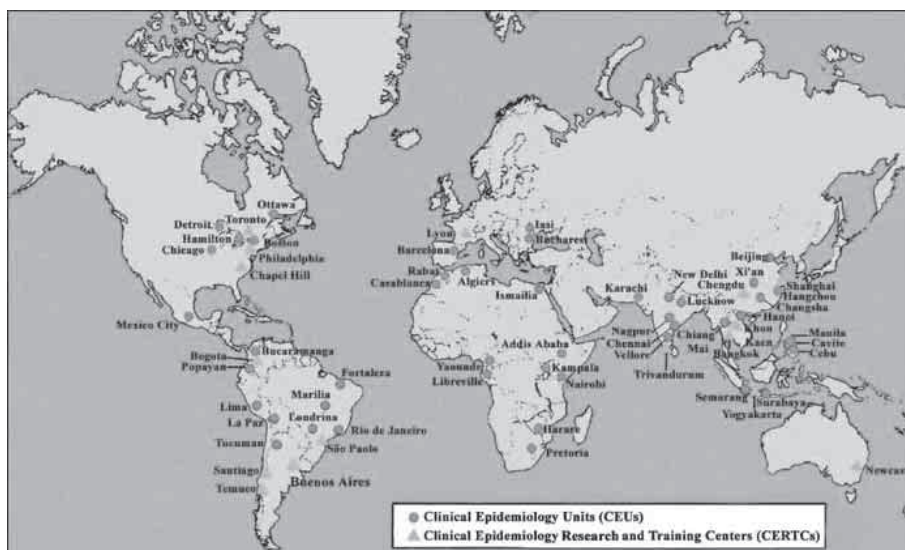 Ottawa
Detroit
Toronto
Hamilton
Boston
Chicago
Philadelphia
Chapel Hill
Mexico City
Bucaramanga
Bogota
Popayan
Fortaleza
Marilia
Lima
Londrina
La Paz
Rio de Janeiro
Tucuman
São Paolo
Santiago
Buenos Aires
Temuco
Lyon
Iasi
Bucharest
Barcelona
Rabat
Algiers
Casablanca
Ismailia
Addis Ababa
Yaounde
Kampala
Libreville
Nairobi
Harare
Pretoria
Beijing
Xi'an
New Delhi
Chengdu
Shanghai
Karachi
Lucknow
Hangzhou
Changsha
Hanoi
Nagpur
Khon
Kaen
Manila
Chennai
Chiang
Mai
Cavite
Vellore
Bangkok
Cebu
Trivandurum
Semarang
Surabaya
Yogyakarta
Newcas
Clinical Epidemiology Units (CEUs)
Clinical Epidemiology Research and Training Centers (CERTCs)